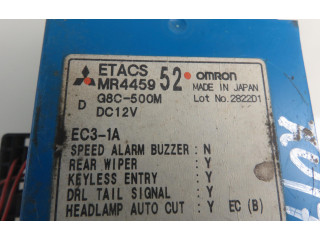 ETACS 52 OMRON
MR4459 MADE IN JAPAN
D G8C-500M Lot No.2822D1
DC12V
EC3-1A
SPEED ALARM BUZZER : N
REAR WIPER : Y
KEYLESS ENTRY : Y
DRL TAIL SIGNAL : Y
HEADLAMP AUTO CUT : Y EC (B)